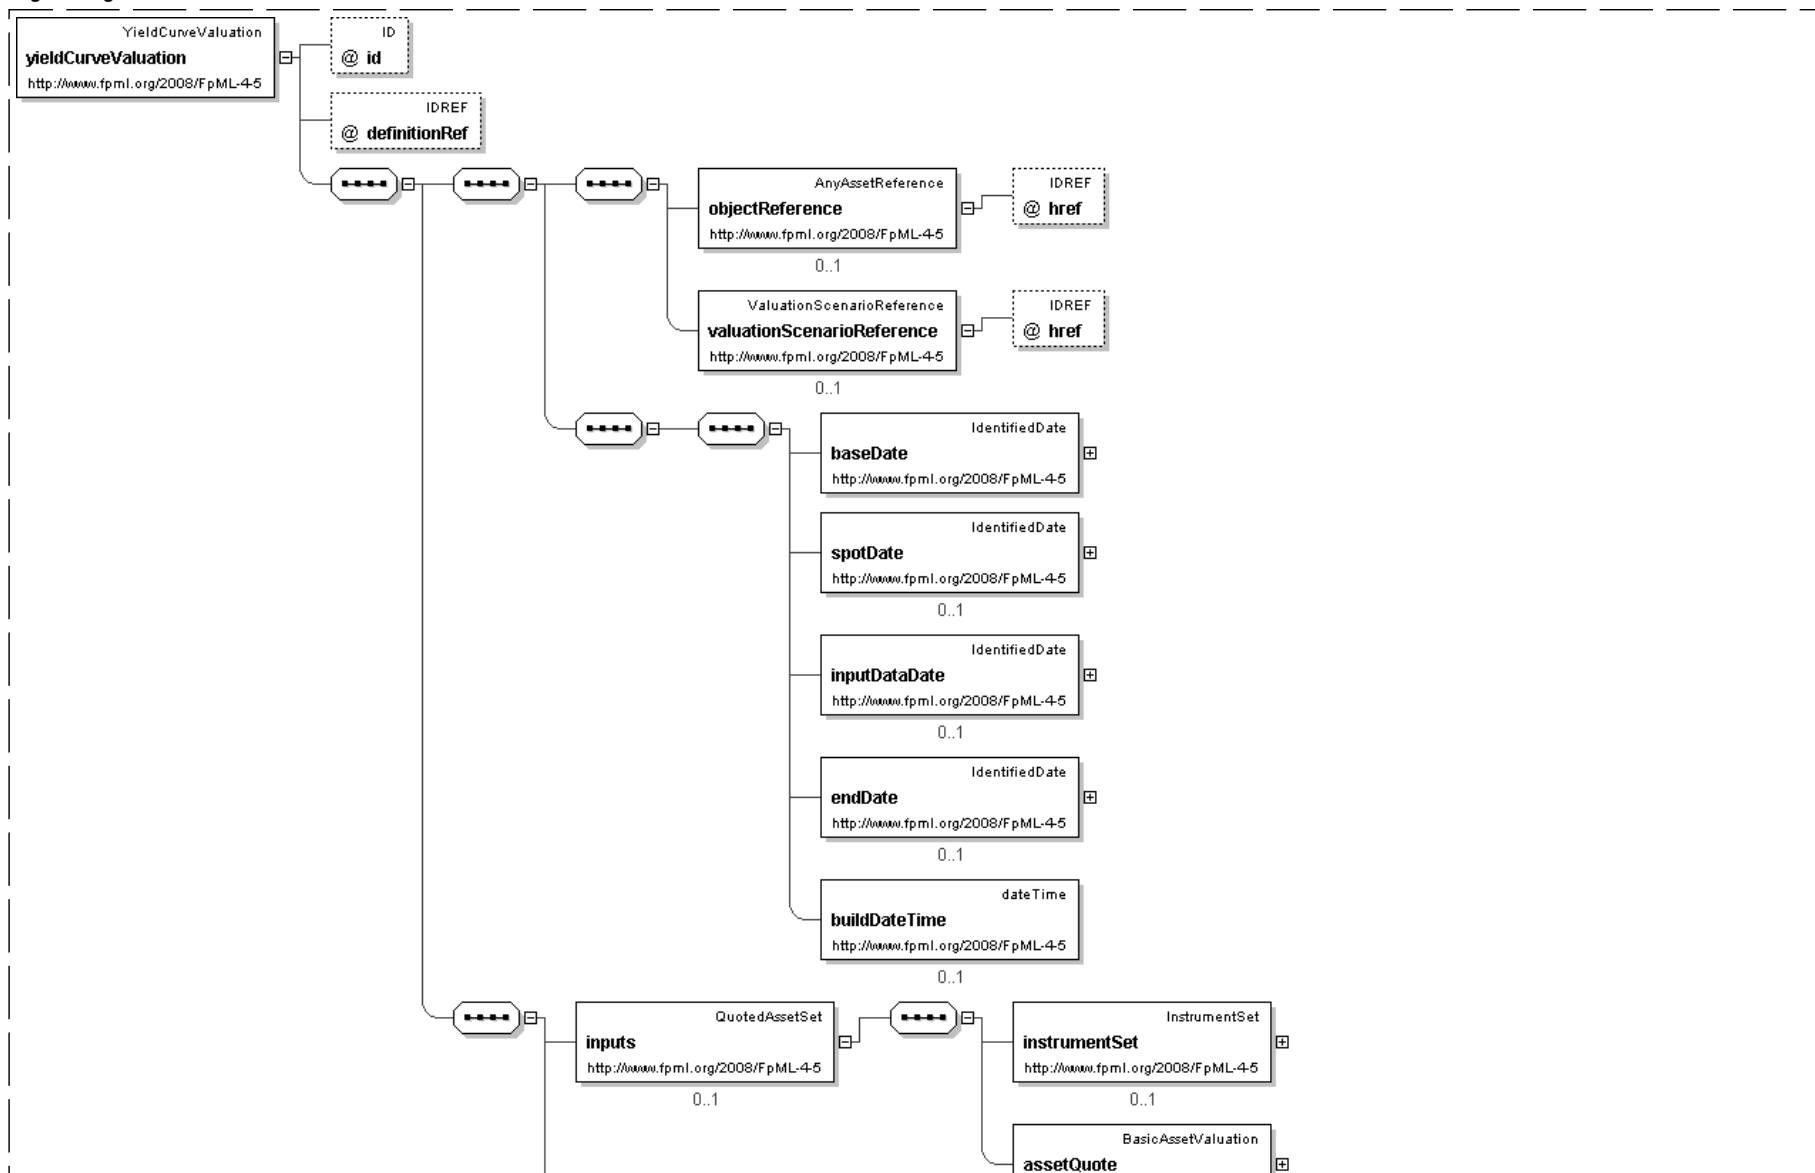 YieldCurveValuation
yieldCurveValuation
http://www.fpml.org/2008/FpML-4-5
ID
@ id
IDREF
@ definitionRef
AnyAssetReference
objectReference
http://www.fpml.org/2008/FpML-4-5
0..1
IDREF
@ href
ValuationScenarioReference
valuationScenarioReference
http://www.fpml.org/2008/FpML-4-5
0..1
IDREF
@ href
IdentifiedDate
baseDate
http://www.fpml.org/2008/FpML-4-5
IdentifiedDate
spotDate
http://www.fpml.org/2008/FpML-4-5
0..1
IdentifiedDate
inputDataDate
http://www.fpml.org/2008/FpML-4-5
0..1
IdentifiedDate
endDate
http://www.fpml.org/2008/FpML-4-5
0..1
dateTime
buildDateTime
http://www.fpml.org/2008/FpML-4-5
0..1
QuotedAssetSet
inputs
http://www.fpml.org/2008/FpML-4-5
0..1
InstrumentSet
instrumentSet
http://www.fpml.org/2008/FpML-4-5
0..1
BasicAssetValuation
assetQuote